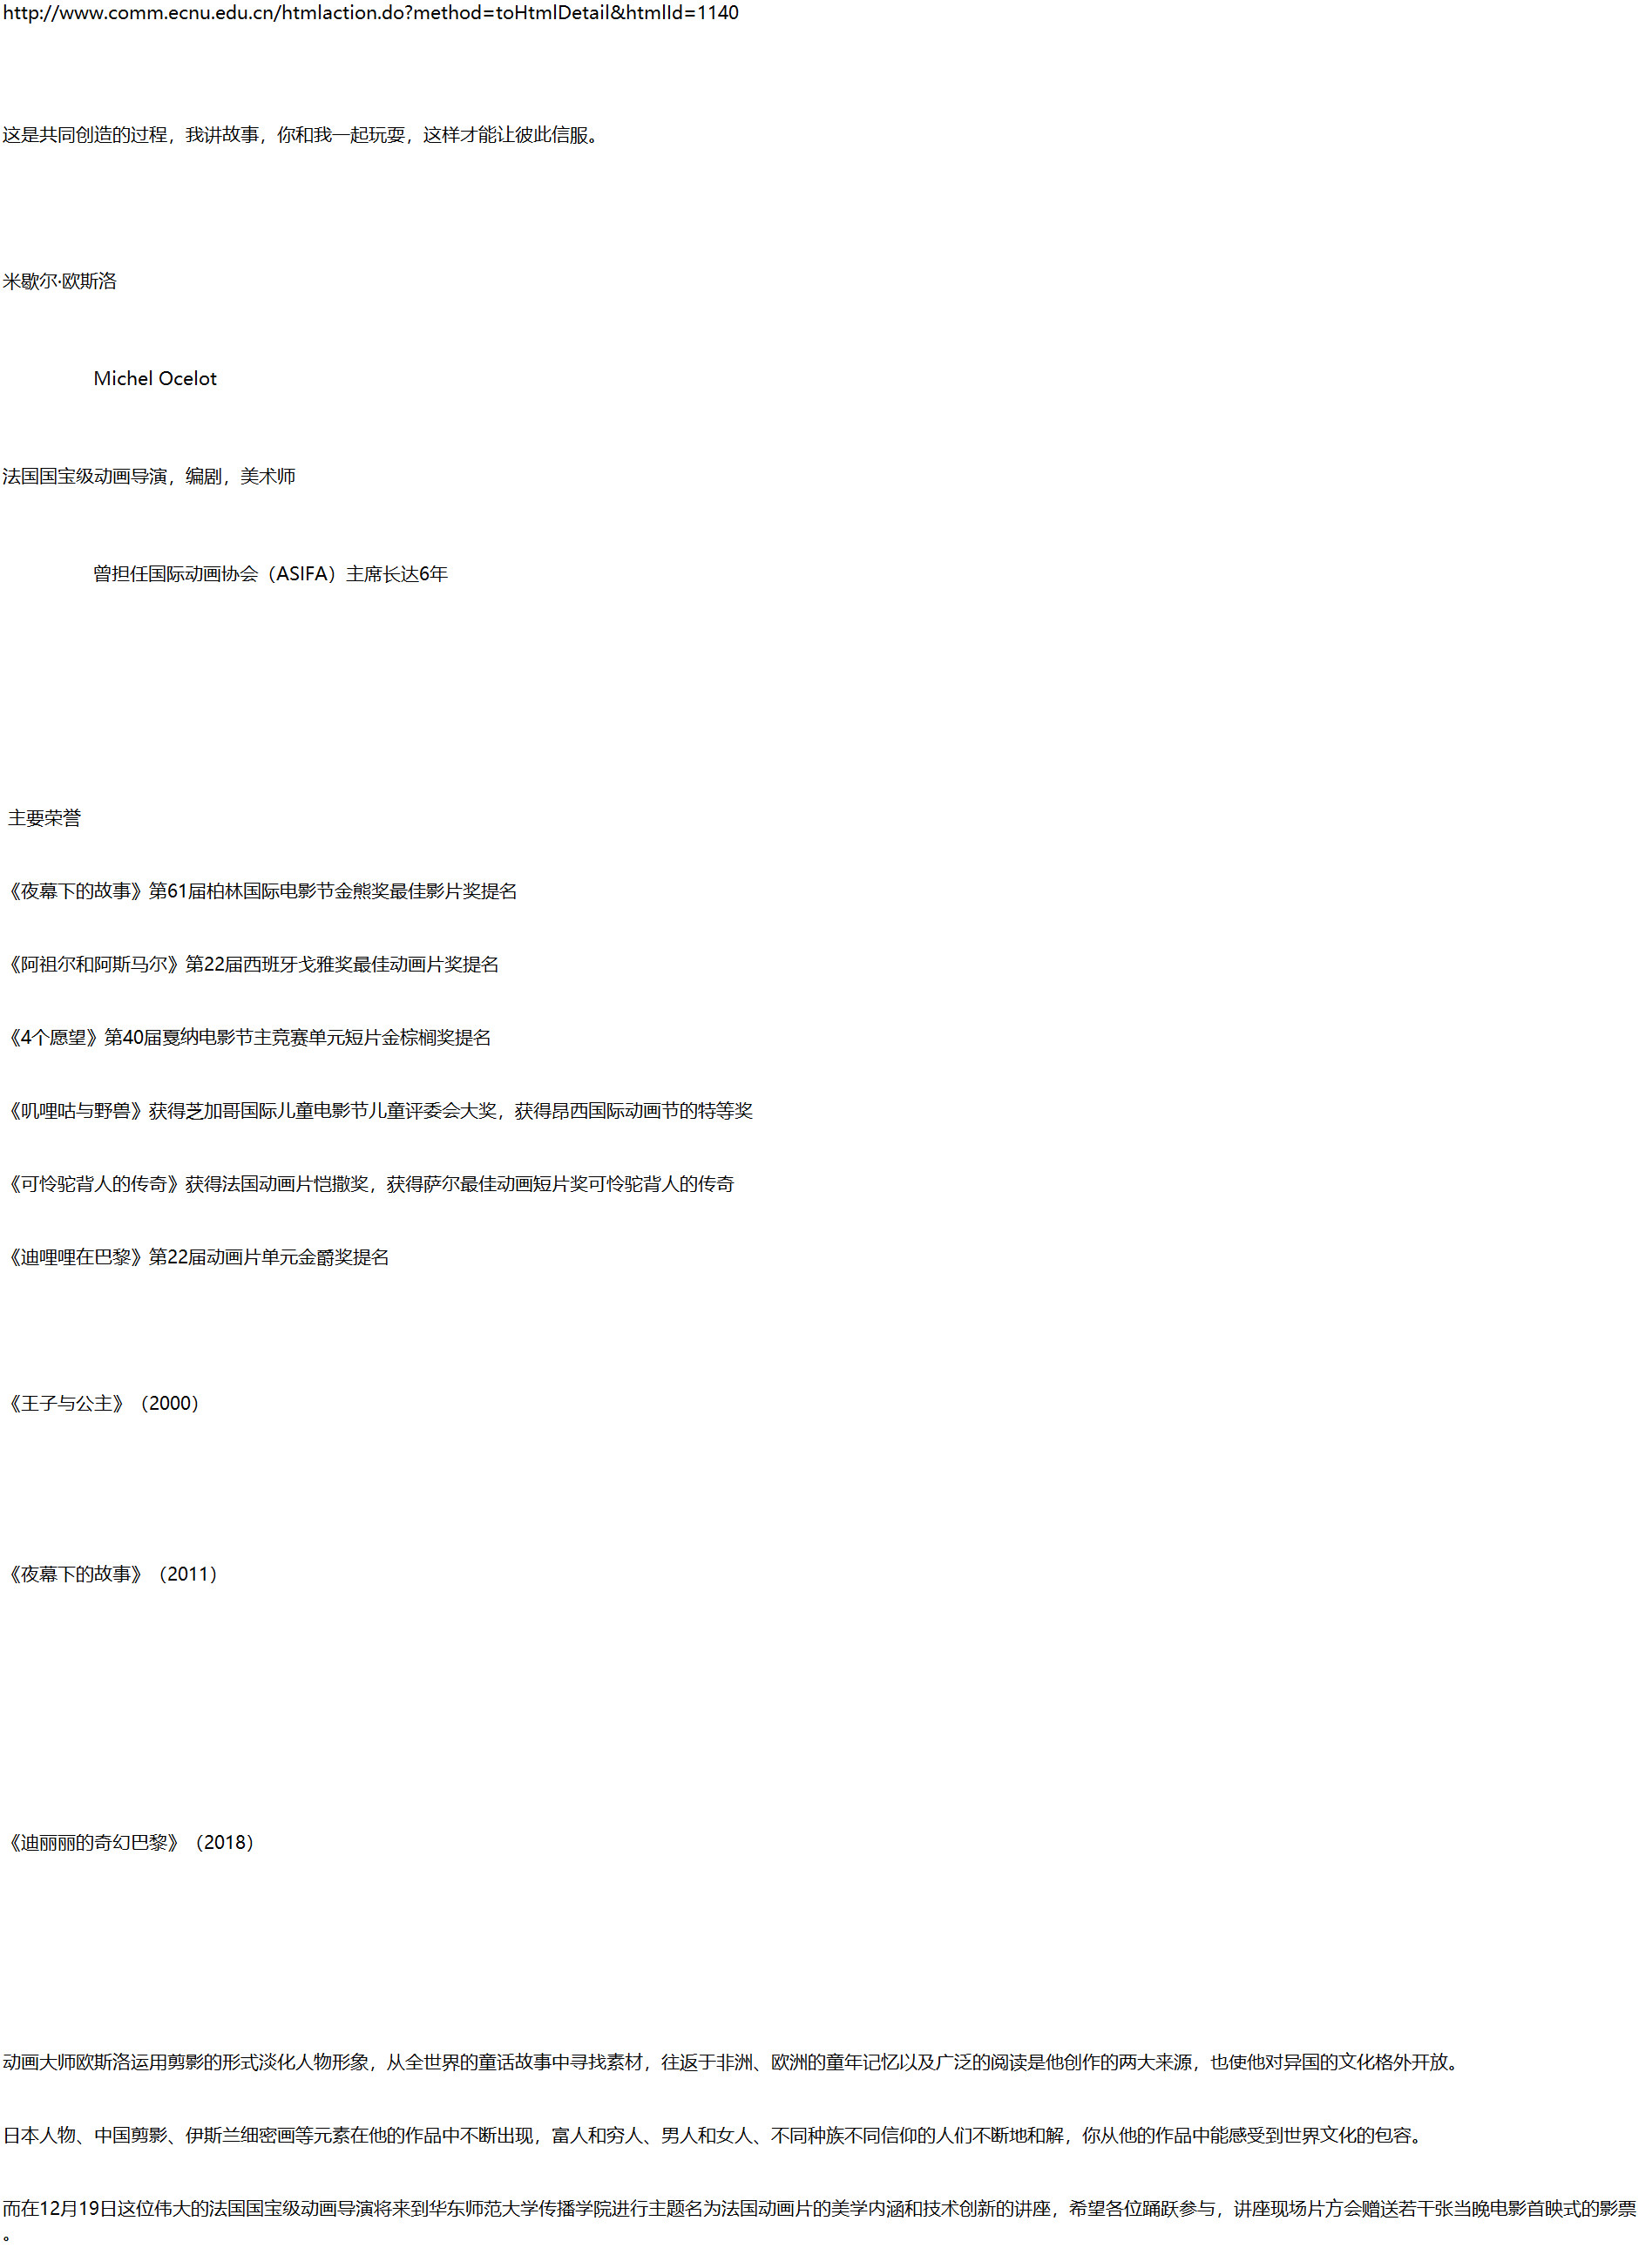 http://www.comm.ecnu.edu.cn/htmlaction.do?method=toHtmlDetail&htmlId=1140
这是共同创造的过程，我讲故事，你和我一起玩耍，这样才能让彼此信服。
米歇尔·欧斯洛
Michel Ocelot
法国国宝级动画导演，编剧，美术师
曾担任国际动画协会（ASIFA）主席长达6年
主要荣誉
《夜幕下的故事》第61届柏林国际电影节金熊奖最佳影片奖提名
《阿祖尔和阿斯马尔》第22届西班牙戈雅奖最佳动画片奖提名
《4个愿望》第40届戛纳电影节主竞赛单元短片金棕榈奖提名
《叽哩咕与野兽》获得芝加哥国际儿童电影节儿童评委会大奖，获得昂西国际动画节的特等奖
《可怜驼背人的传奇》获得法国动画片恺撒奖，获得萨尔最佳动画短片奖可怜驼背人的传奇
《迪哩哩在巴黎》第22届动画片单元金爵奖提名
《王子与公主》（2000）
《夜幕下的故事》（2011）
《迪丽丽的奇幻巴黎》（2018）
动画大师欧斯洛运用剪影的形式淡化人物形象，从全世界的童话故事中寻找素材，往返于非洲、欧洲的童年记忆以及广泛的阅读是他创作的两大来源，也使他对异国的文化格外开放。
日本人物、中国剪影、伊斯兰细密画等元素在他的作品中不断出现，富人和穷人、男人和女人、不同种族不同信仰的人们不断地和解，你从他的作品中能感受到世界文化的包容。
而在12月19日这位伟大的法国国宝级动画导演将来到华东师范大学传播学院进行主题名为法国动画片的美学内涵和技术创新的讲座，希望各位踊跃参与，讲座现场片方会赠送若干张当晚电影首映式的影票
。